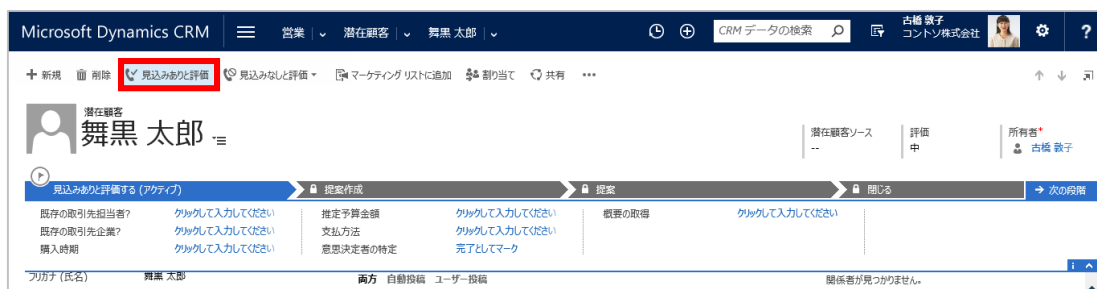 Microsoft Dynamics CRM 営業 潜在顧客 舞黒 太郎 CRM データの検索 古橋 敦子
コントソ株式会社 ?
新規 削除 見込みありと評価 見込みなしと評価 マーケティング リストに追加 割り当て 共有 •••
潜在顧客
舞黒 太郎
潜在顧客ソース 評価 所有者*
-- 中 古橋 敦子
見込みありと評価する (アクティブ) 提案作成 提案 閉じる → 次の段階
既存の取引先担当者? クリックして入力してください 推定予算金額 クリックして入力してください 概要の取得 クリックして入力してください
既存の取引先企業? クリックして入力してください 支払方法 クリックして入力してください
購入時期 クリックして入力してください 意思決定者の特定 完了としてマーク
フリガナ (氏名) 舞黒 太郎 両方 自動投稿 ユーザー投稿 関係者が見つかりません。